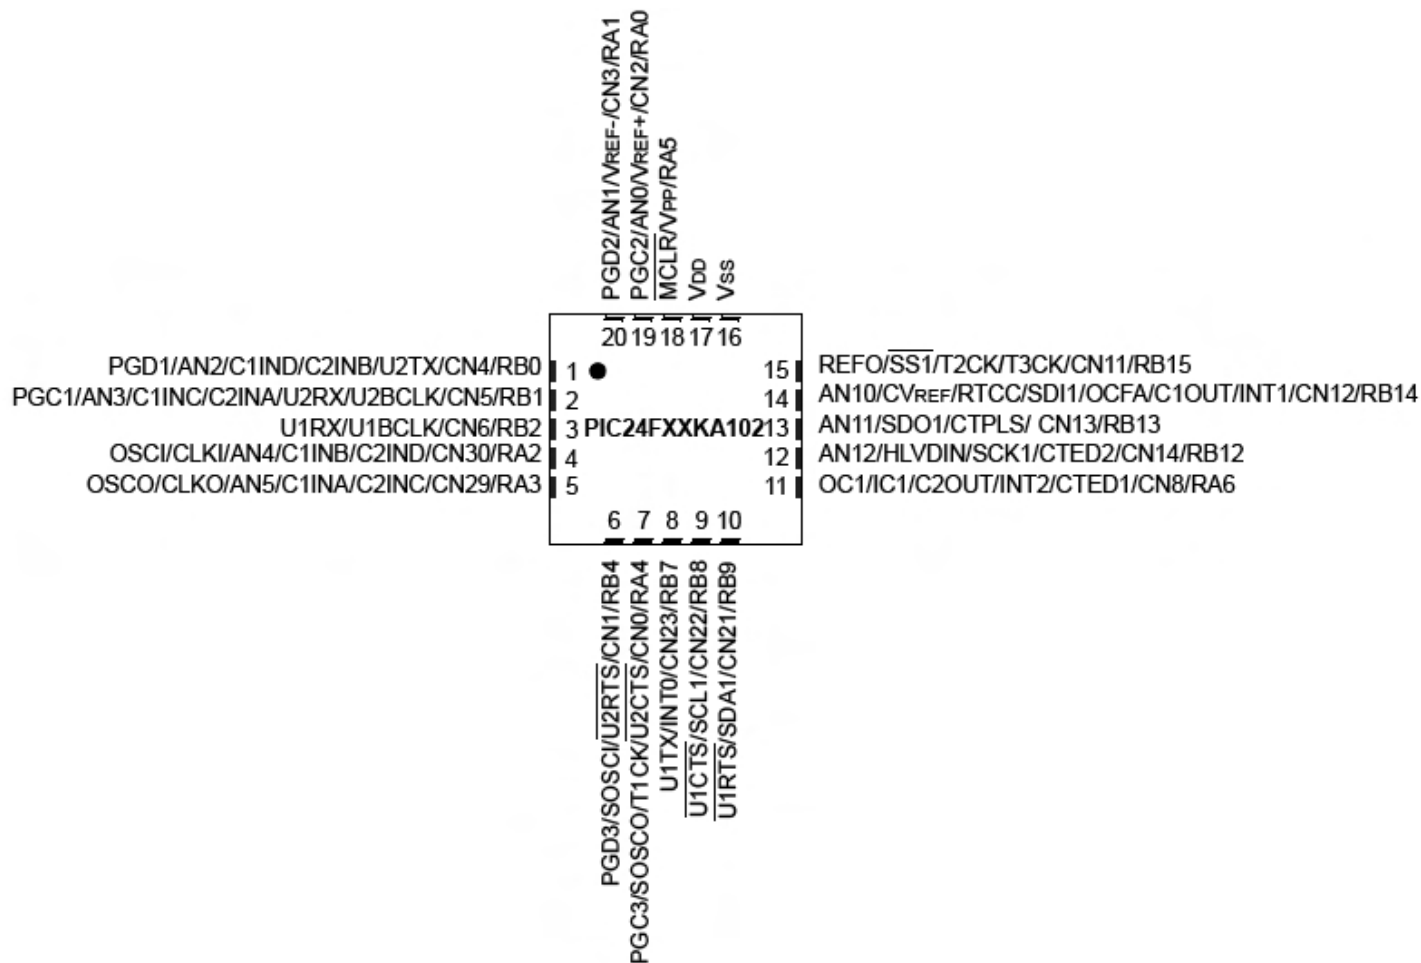 PGD2/AN1/VREF-/CN3/RA1
PGC2/AN0/VREF+/CN2/RA0
MCLR/VPP/RA5
VDD
VSS
20 19 18 17 16
PGD1/AN2/C1IND/C2INB/U2TX/CN4/RB0 1
PGC1/AN3/C1INC/C2INA/U2RX/U2BCLK/CN5/RB1 2
U1RX/U1BCLK/CN6/RB2 3
OSCI/CLKI/AN4/C1INB/C2IND/CN30/RA2 4
OSCO/CLKO/AN5/C1INA/C2INC/CN29/RA3 5
PIC24FXXKA102
15 REFO/SS1/T2CK/T3CK/CN11/RB15
14 AN10/CVREF/RTCC/SDI1/OCFA/C1OUT/INT1/CN12/RB14
13 AN11/SDO1/CTPLS/ CN13/RB13
12 AN12/HLVDIN/SCK1/CTED2/CN14/RB12
11 OC1/IC1/C2OUT/INT2/CTED1/CN8/RA6
6 7 8 9 10
PGD3/SOSCI/U2RTS/CN1/RB4
PGC3/SOSCO/T1CK/U2CTS/CN0/RA4
U1TX/INT0/CN23/RB7
U1CTS/SCL1/CN22/RB8
U1RTS/SDA1/CN21/RB9